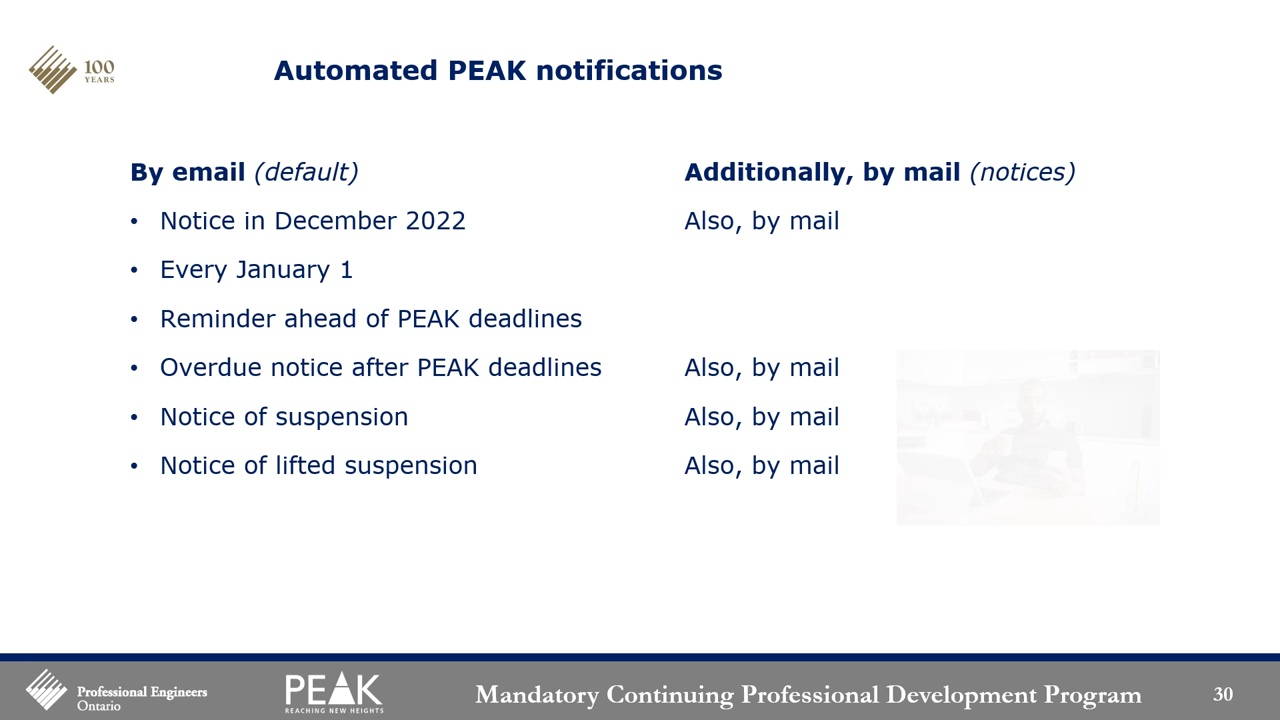 100
YEARS
Automated PEAK notifications
By email (default)
Additionally, by mail (notices)
• Notice in December 2022
Also, by mail
• Every January 1
• Reminder ahead of PEAK deadlines
• Overdue notice after PEAK deadlines
Also, by mail
• Notice of suspension
Also, by mail
• Notice of lifted suspension
Also, by mail
Professional Engineers
Ontario
PEAK
REACHING NEW HEIGHTS
Mandatory Continuing Professional Development Program
30